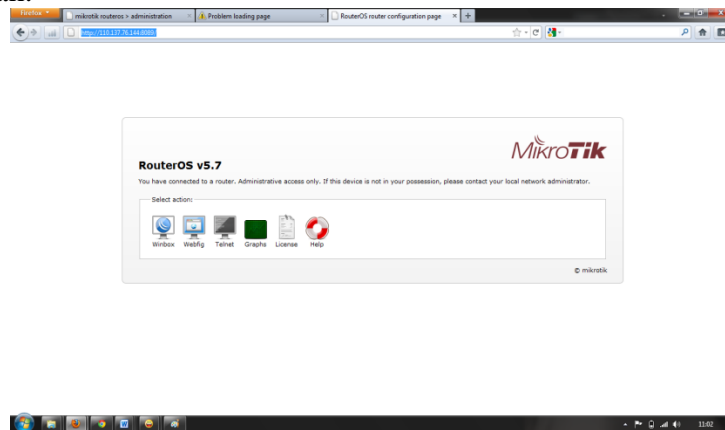 Firefox
mikrotik routeros > administration
Problem loading page
RouterOS router configuration page
http://110.137.76.144:8089/
MikroTik
RouterOS v5.7
You have connected to a router. Administrative access only. If this device is not in your possession, please contact your local network administrator.
Select action:
Winbox Webfig Telnet Graphs License Help
© mikrotik
11:02